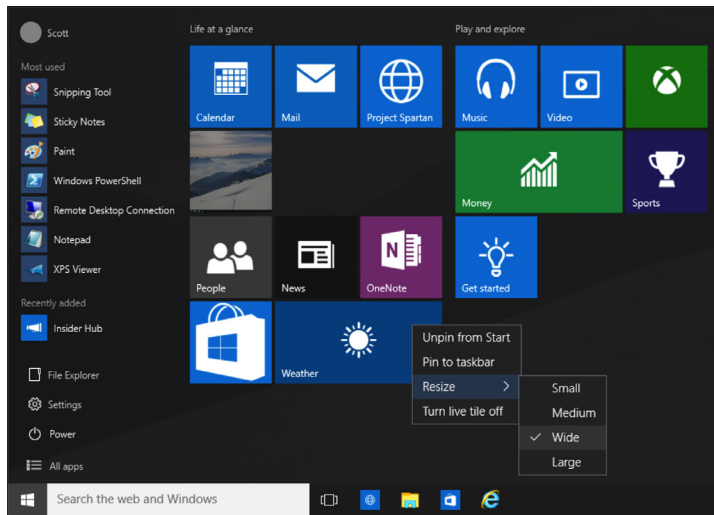 Scott
Most used
Snipping Tool
Sticky Notes
Paint
Windows PowerShell
Remote Desktop Connection
Notepad
XPS Viewer
Recently added
Insider Hub
File Explorer
Settings
Power
All apps
Life at a glance
Calendar
Mail
Project Spartan
People
News
N
OneNote
Weather
Play and explore
Music
Video
Money
Sports
Get started
Unpin from Start
Pin to taskbar
Resize
Turn live tile off
Small
Medium
Wide
Large
Search the web and Windows